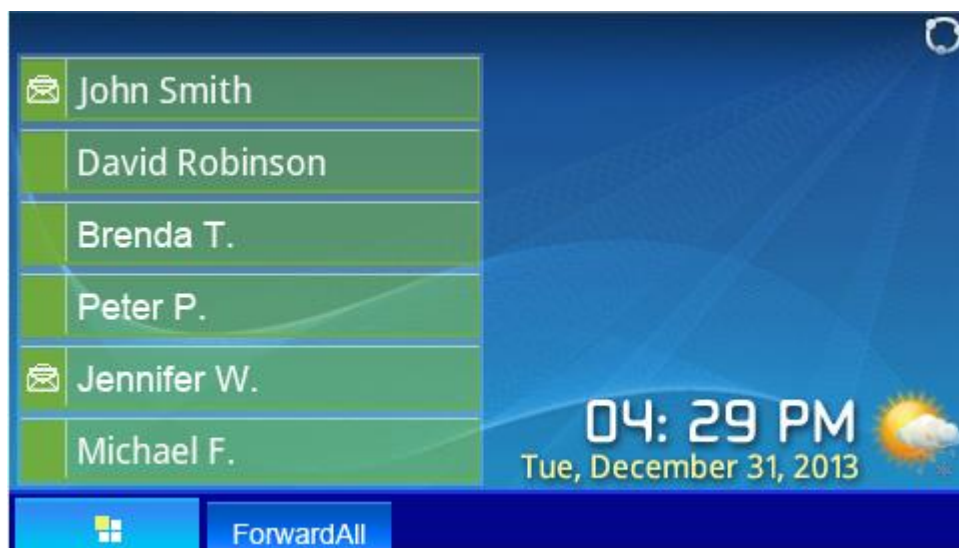 John Smith
David Robinson
Brenda T.
Peter P.
Jennifer W.
Michael F.
04: 29 PM
Tue, December 31, 2013
ForwardAll